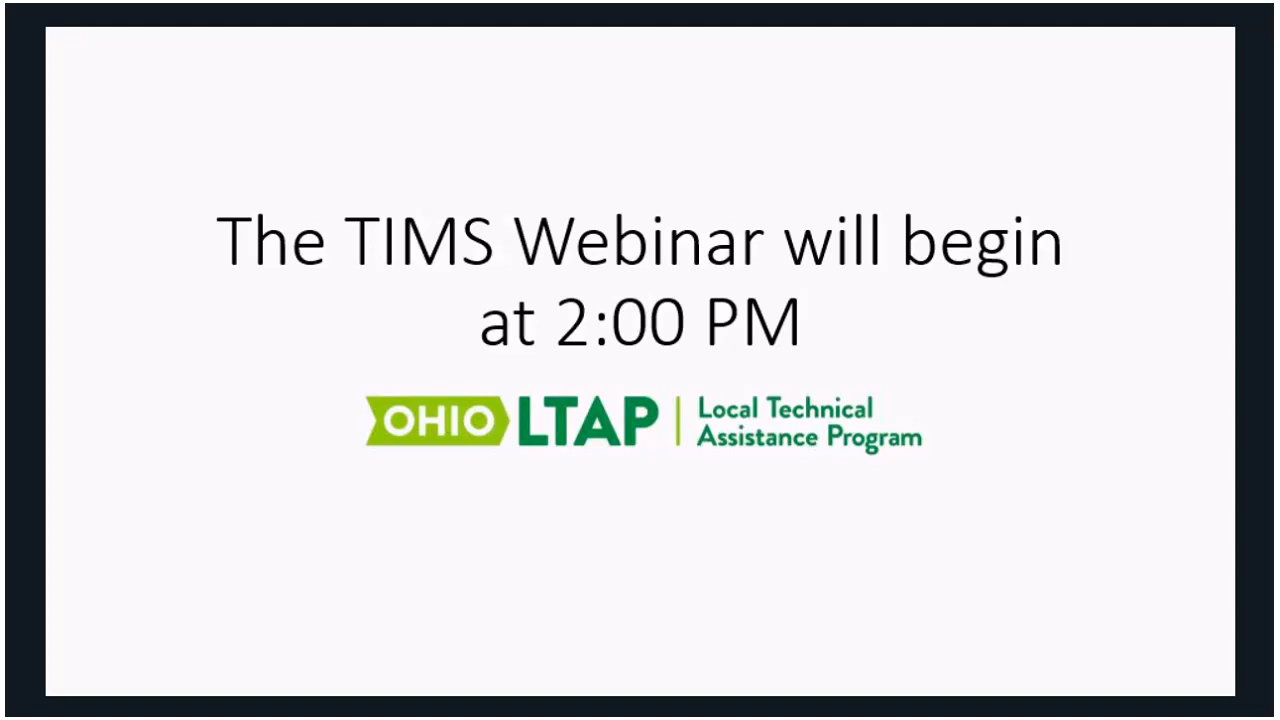 The TIMS Webinar will begin
at 2:00 PM
OHIO LTAP | Local Technical
Assistance Program